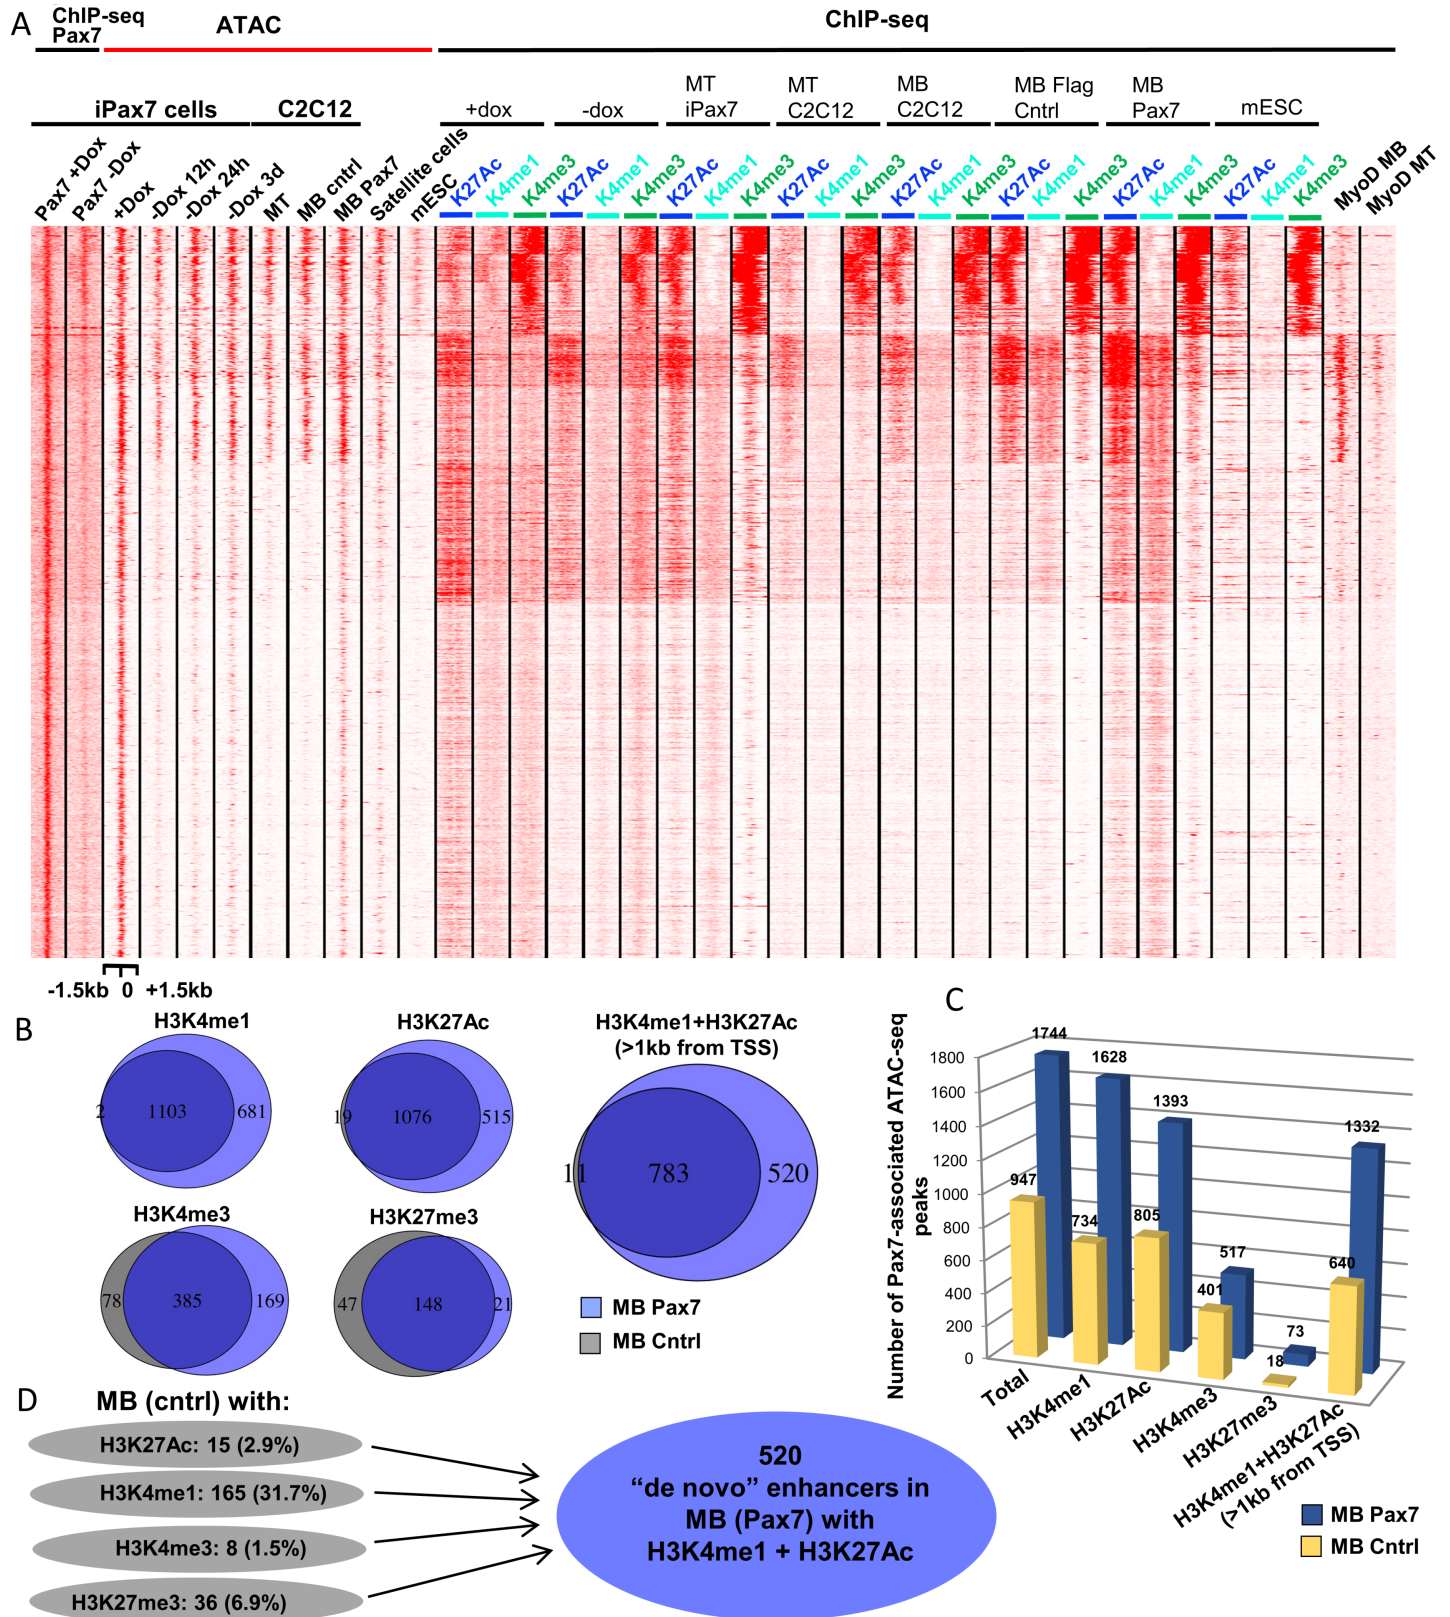 A
ChIP-seq
Pax7
ATAC
ChIP-seq
iPax7 cells
C2C12
+dox
-dox
MT
iPax7
MT
C2C12
MB
C2C12
MB Flag
Cntrl
MB
Pax7
mESC
Pax7 +Dox
Pax7 -Dox
+Dox
-Dox 12h
-Dox 24h
-Dox 3d
MT
MB cntrl
MB Pax7
Satellite cells
mESC
K27Ac
K4me1
K4me3
K27Ac
K4me1
K4me3
K27Ac
K4me1
K4me3
K27Ac
K4me1
K4me3
K27Ac
K4me1
K4me3
K27Ac
K4me1
K4me3
K27Ac
K4me1
K4me3
K27Ac
K4me1
K4me3
MyoD MB
MyoD MT
-1.5kb 0 +1.5kb
B
H3K4me1
2 1103 681
H3K27Ac
19 1076 515
H3K4me1+H3K27Ac
(>1kb from TSS)
11 783 520
H3K4me3
78 385 169
H3K27me3
47 148 21
MB Pax7
MB Cntrl
C
Number of Pax7-associated ATAC-seq
peaks
1800
1600
1400
1200
1000
800
600
400
200
0
1744
1628
1393
517
73
1332
947
734
805
401
18
640
Total
H3K4me1
H3K27Ac
H3K4me3
H3K27me3
H3K4me1+H3K27Ac
(>1kb from TSS)
MB Pax7
MB Cntrl
D
MB (cntrl) with:
H3K27Ac: 15 (2.9%)
H3K4me1: 165 (31.7%)
H3K4me3: 8 (1.5%)
H3K27me3: 36 (6.9%)
520
“de novo” enhancers in
MB (Pax7) with
H3K4me1 + H3K27Ac